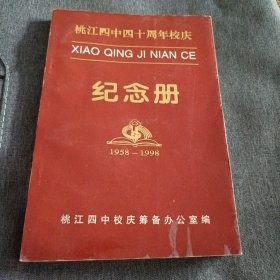 桃江四中四十周年校庆
XIAO QING JI NIAN CE
纪念册
1958－1998
桃江四中校庆筹备办公室编